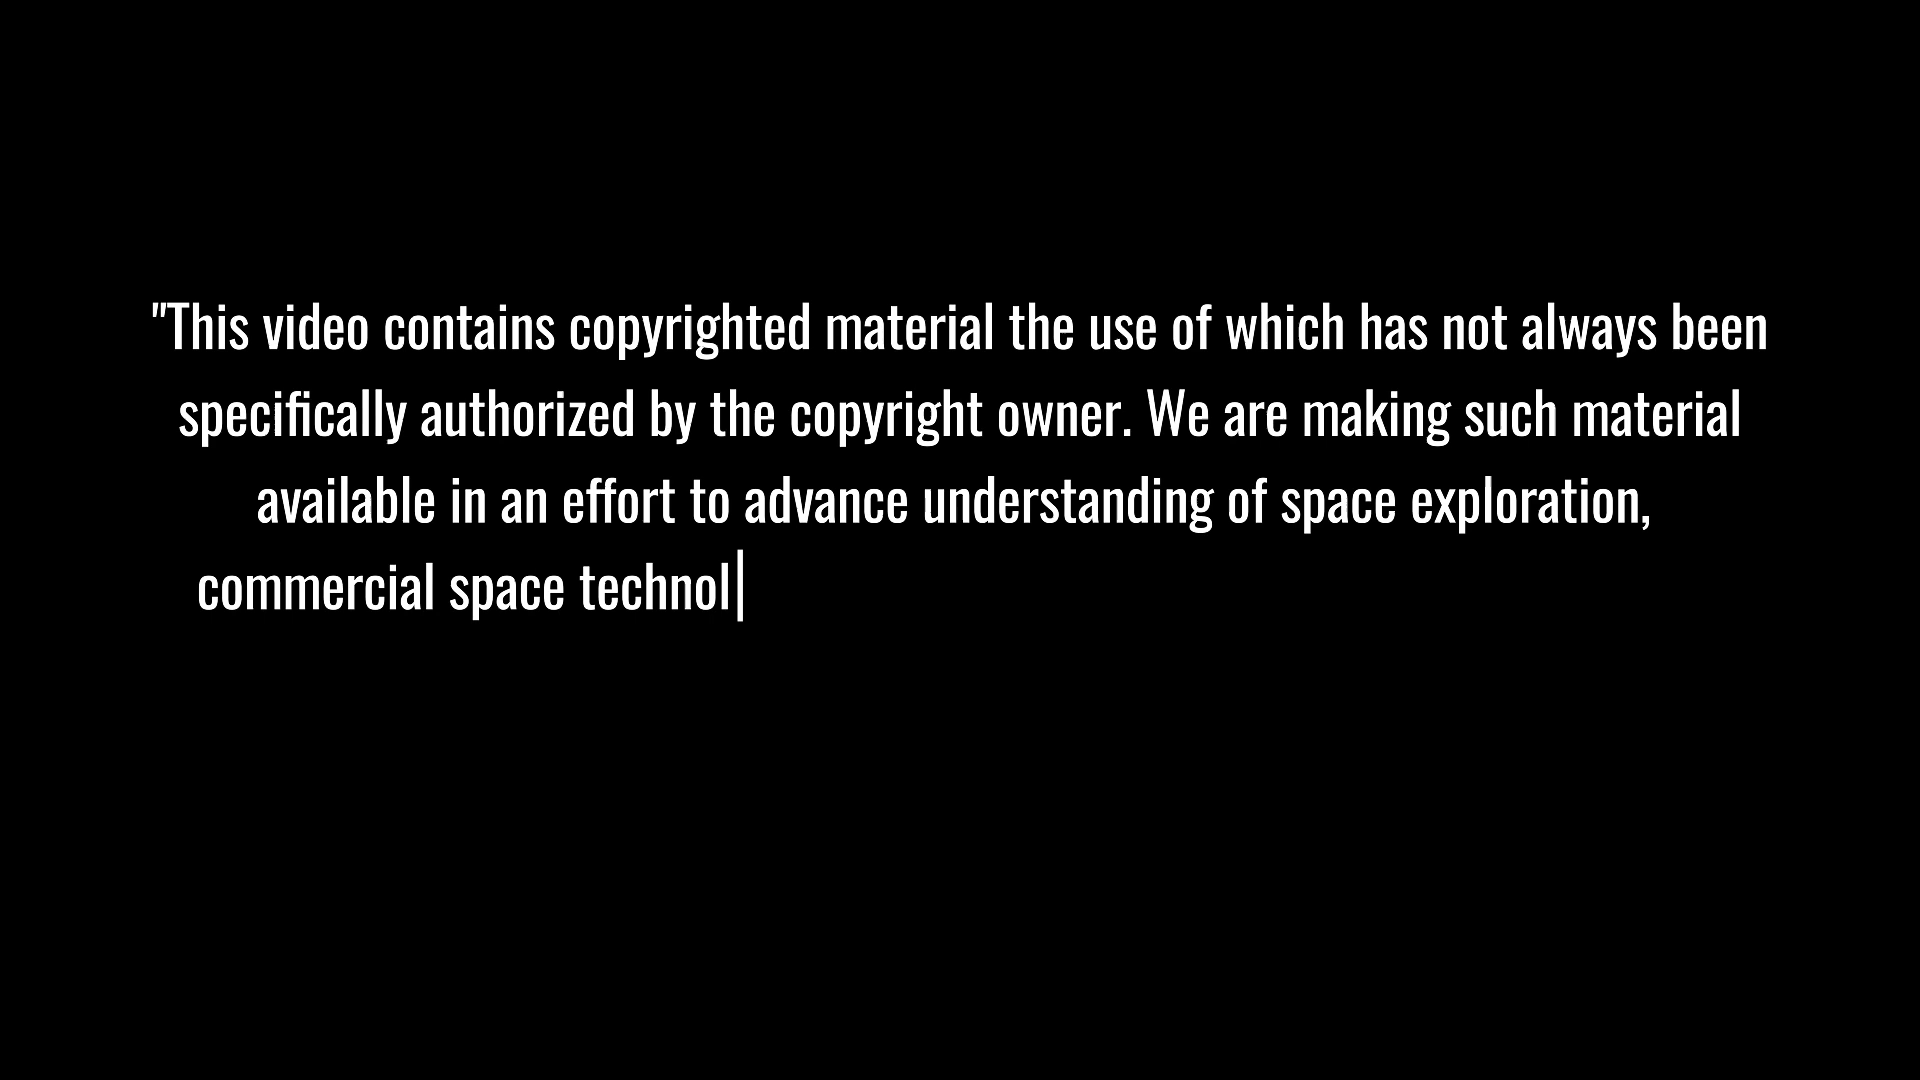 "This video contains copyrighted material the use of which has not always been
specifically authorized by the copyright owner. We are making such material
available in an effort to advance understanding of space exploration,
commercial space technol